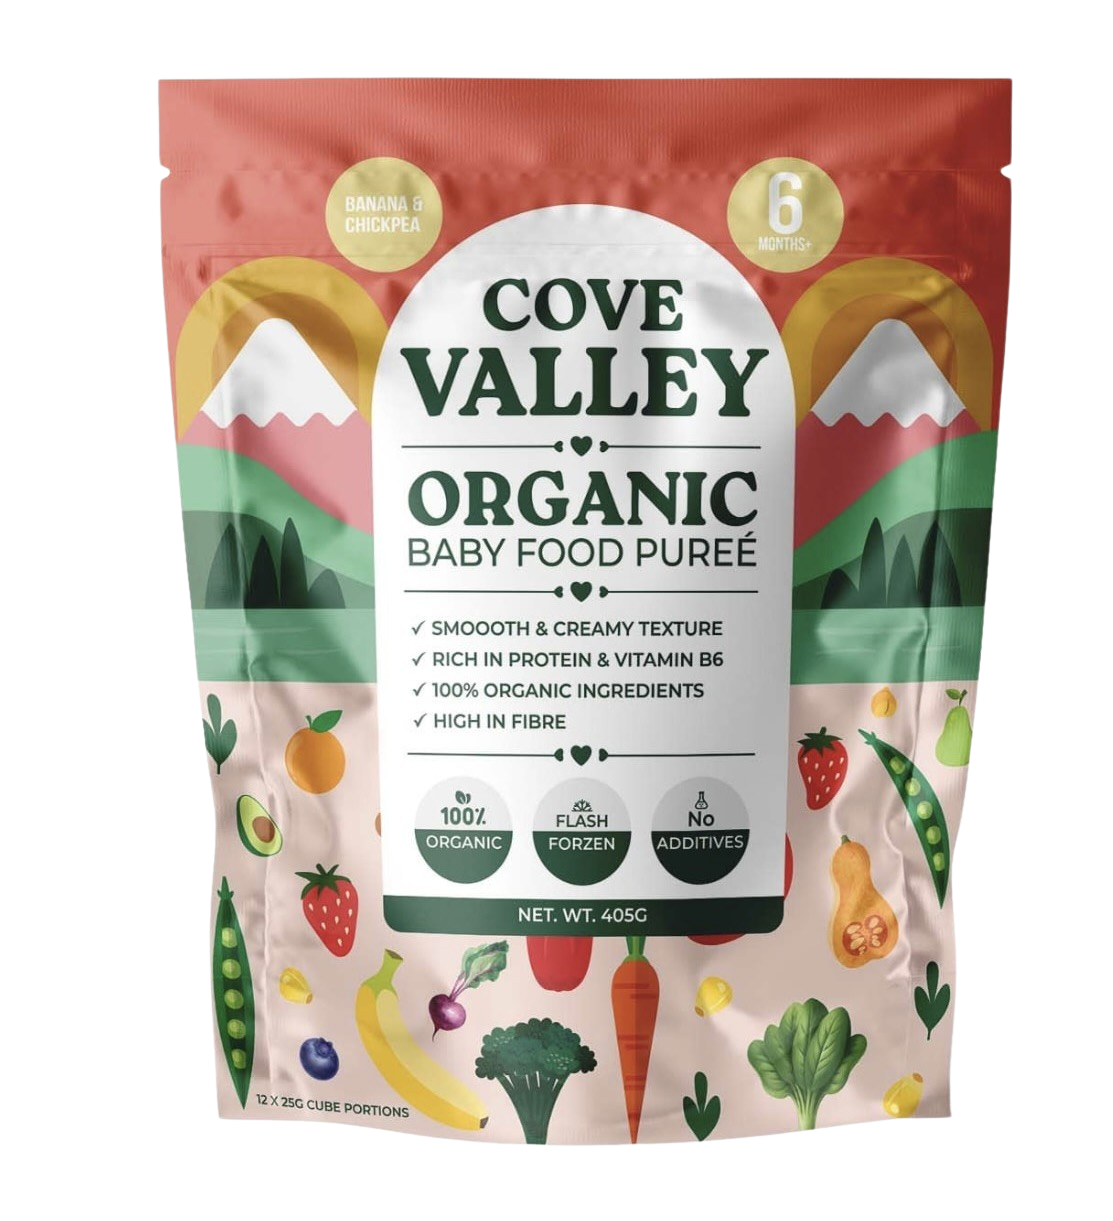 BANANA &
CHICKPEA
6
MONTHS+
COVE
VALLEY
ORGANIC
BABY FOOD PUREÉ
✓ SMOOOTH & CREAMY TEXTURE
✓ RICH IN PROTEIN & VITAMIN B6
✓ 100% ORGANIC INGREDIENTS
✓ HIGH IN FIBRE
100%
ORGANIC
FLASH
FORZEN
No
ADDITIVES
NET. WT. 405G
12 X 25G CUBE PORTIONS